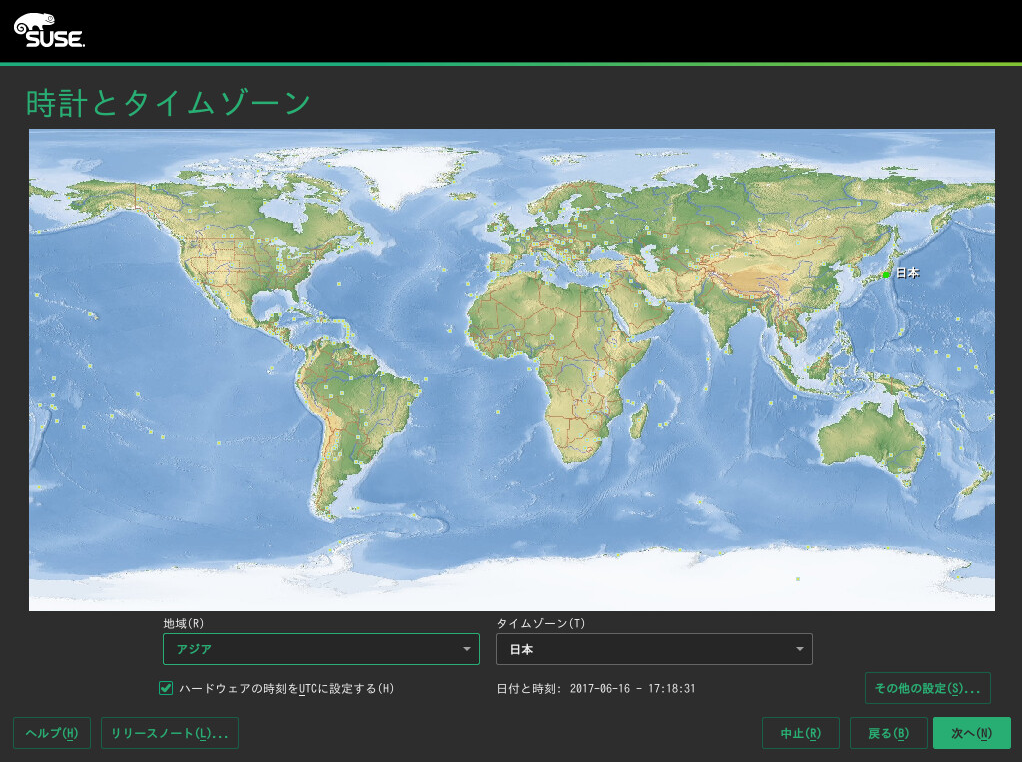 SUSE
時計とタイムゾーン
日本
地域(R)
タイムゾーン(T)
アジア
日本
ハードウェアの時刻をUTCに設定する(H)
日付と時刻: 2017-06-16 - 17:18:31
その他の設定(S)...
ヘルプ(H)
リリースノート(L)...
中止(R)
戻る(B)
次へ(N)